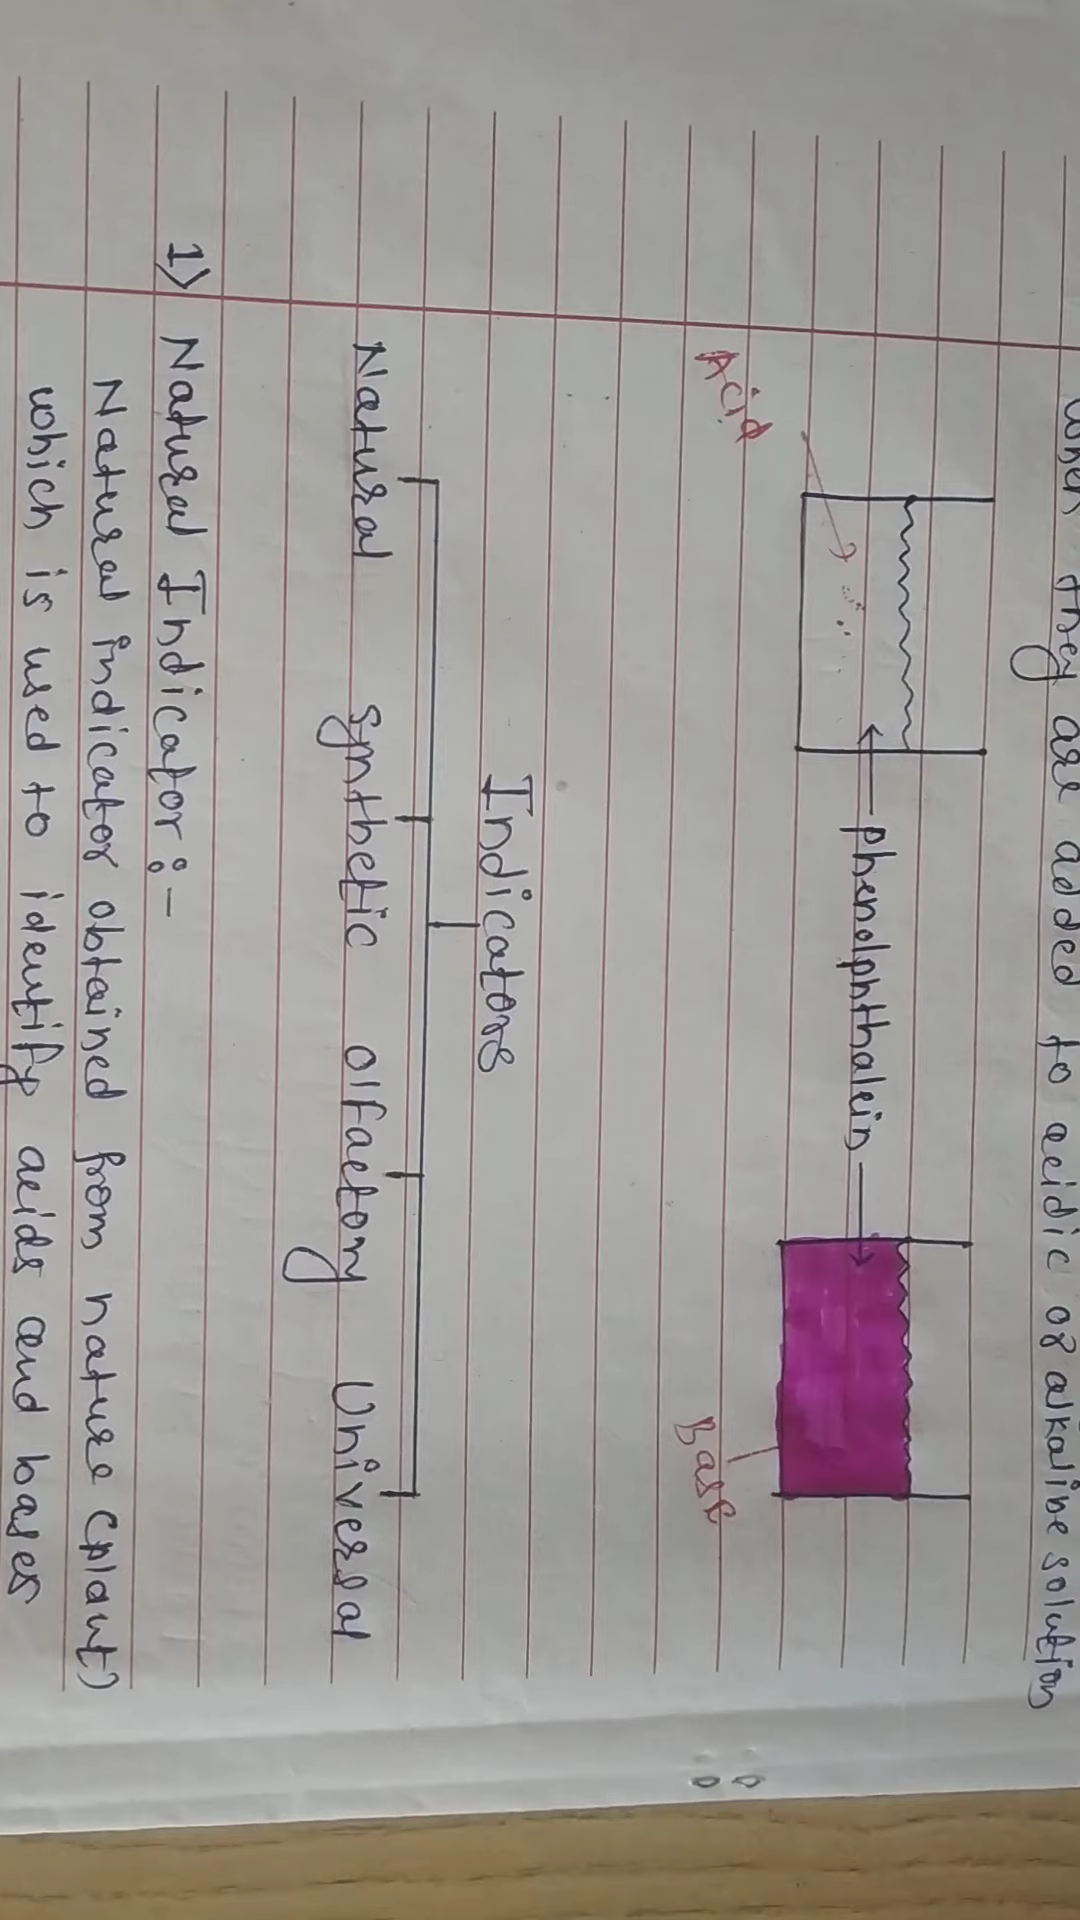 when they are added to acidic or alkaline solution
Phenolphthalein
Acid
Base
Indicators
Natural synthetic olfactory Universal
1) Natural Indicator :-
Natural indicator obtained from nature (plant)
which is used to identify acids and bases